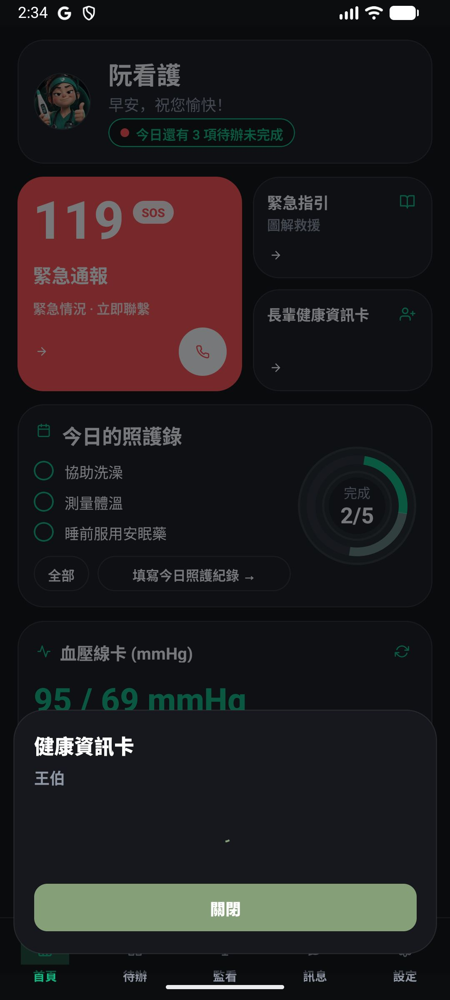 2:34
阮看護
早安，祝您愉快!
今日還有 3 項待辦未完成
119 SOS
緊急通報
緊急情況 · 立即聯繫
→
緊急指引
圖解救援
→
長輩健康資訊卡
→
今日的照護錄
協助洗澡
測量體溫
睡前服用安眠藥
全部
填寫今日照護紀錄 →
完成
2/5
血壓線卡 (mmHg)
95 / 69 mmHg
健康資訊卡
王伯
關閉
首頁
待辦
監看
訊息
設定